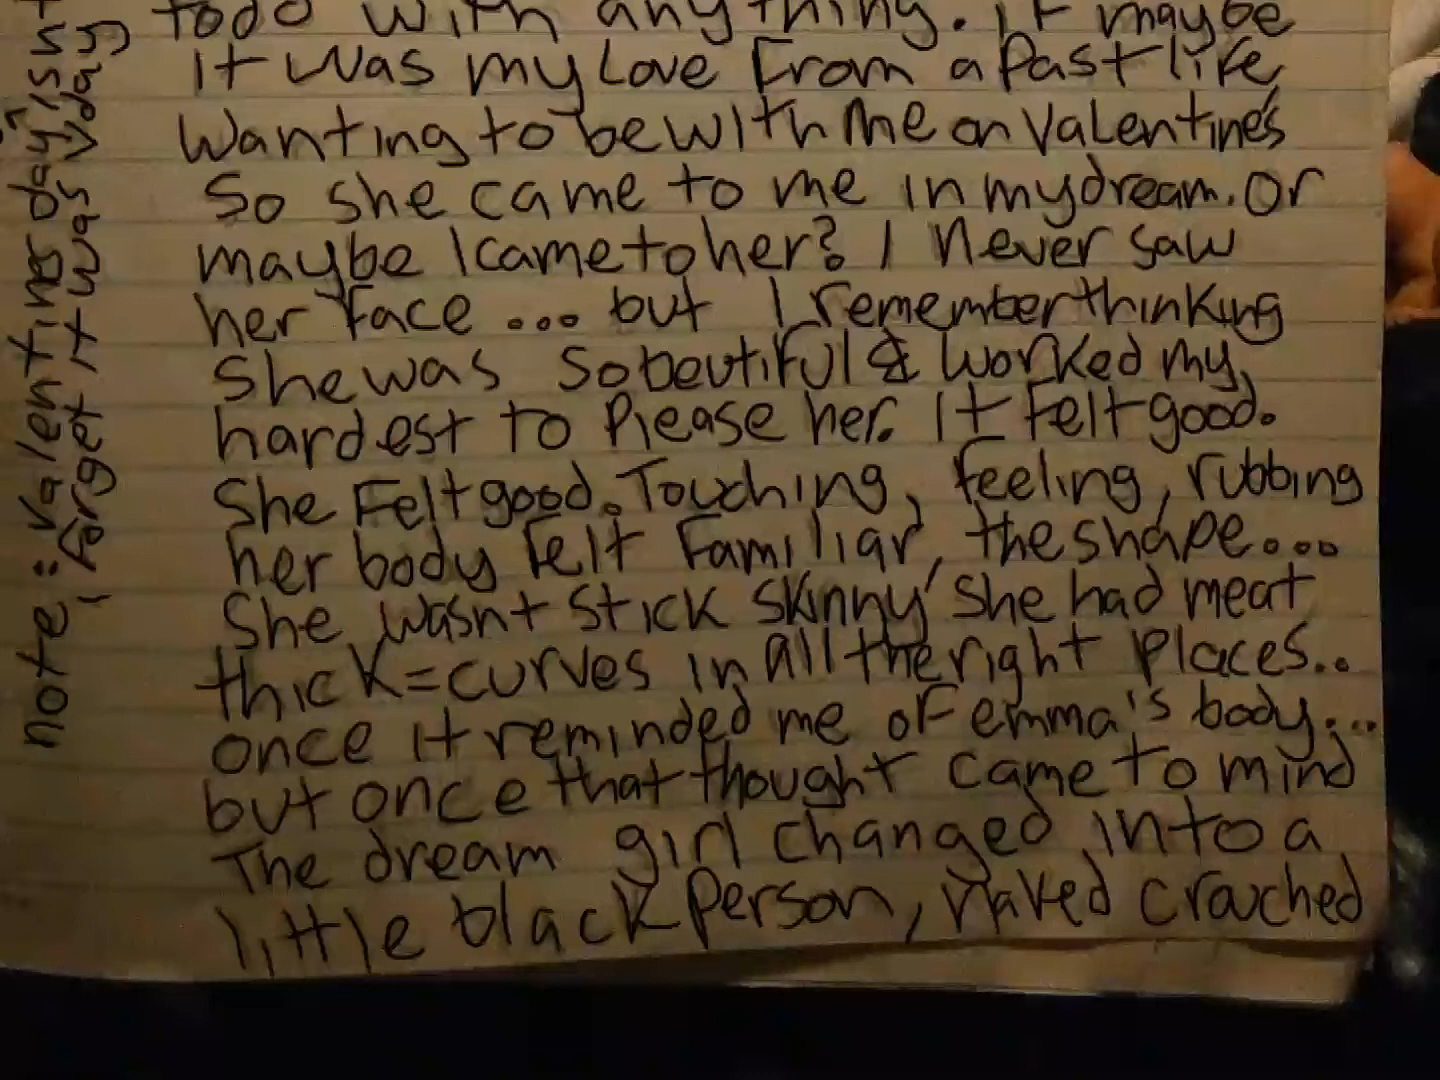 todo with anything. It maybe
it was my Love From a Past life
Wanting to be with me on Valentine's
So she came to me in my dream. Or
maybe I came to her? I Never saw
her Face ... but I remember thinking
She was so beutiful & worked my
hardest to Please her. It Felt good.
She Felt good. Touching, feeling, rubbing
her body Felt Familiar, the shape...
She wasnt Stick Skinny she had meat
thick=curves in all the right Places..
once it reminded me of emma's body...
but once that thought came to mind
The dream girl changed into a
little black Person, Naked crouched
note: valentines day isnt
I forget it was vday